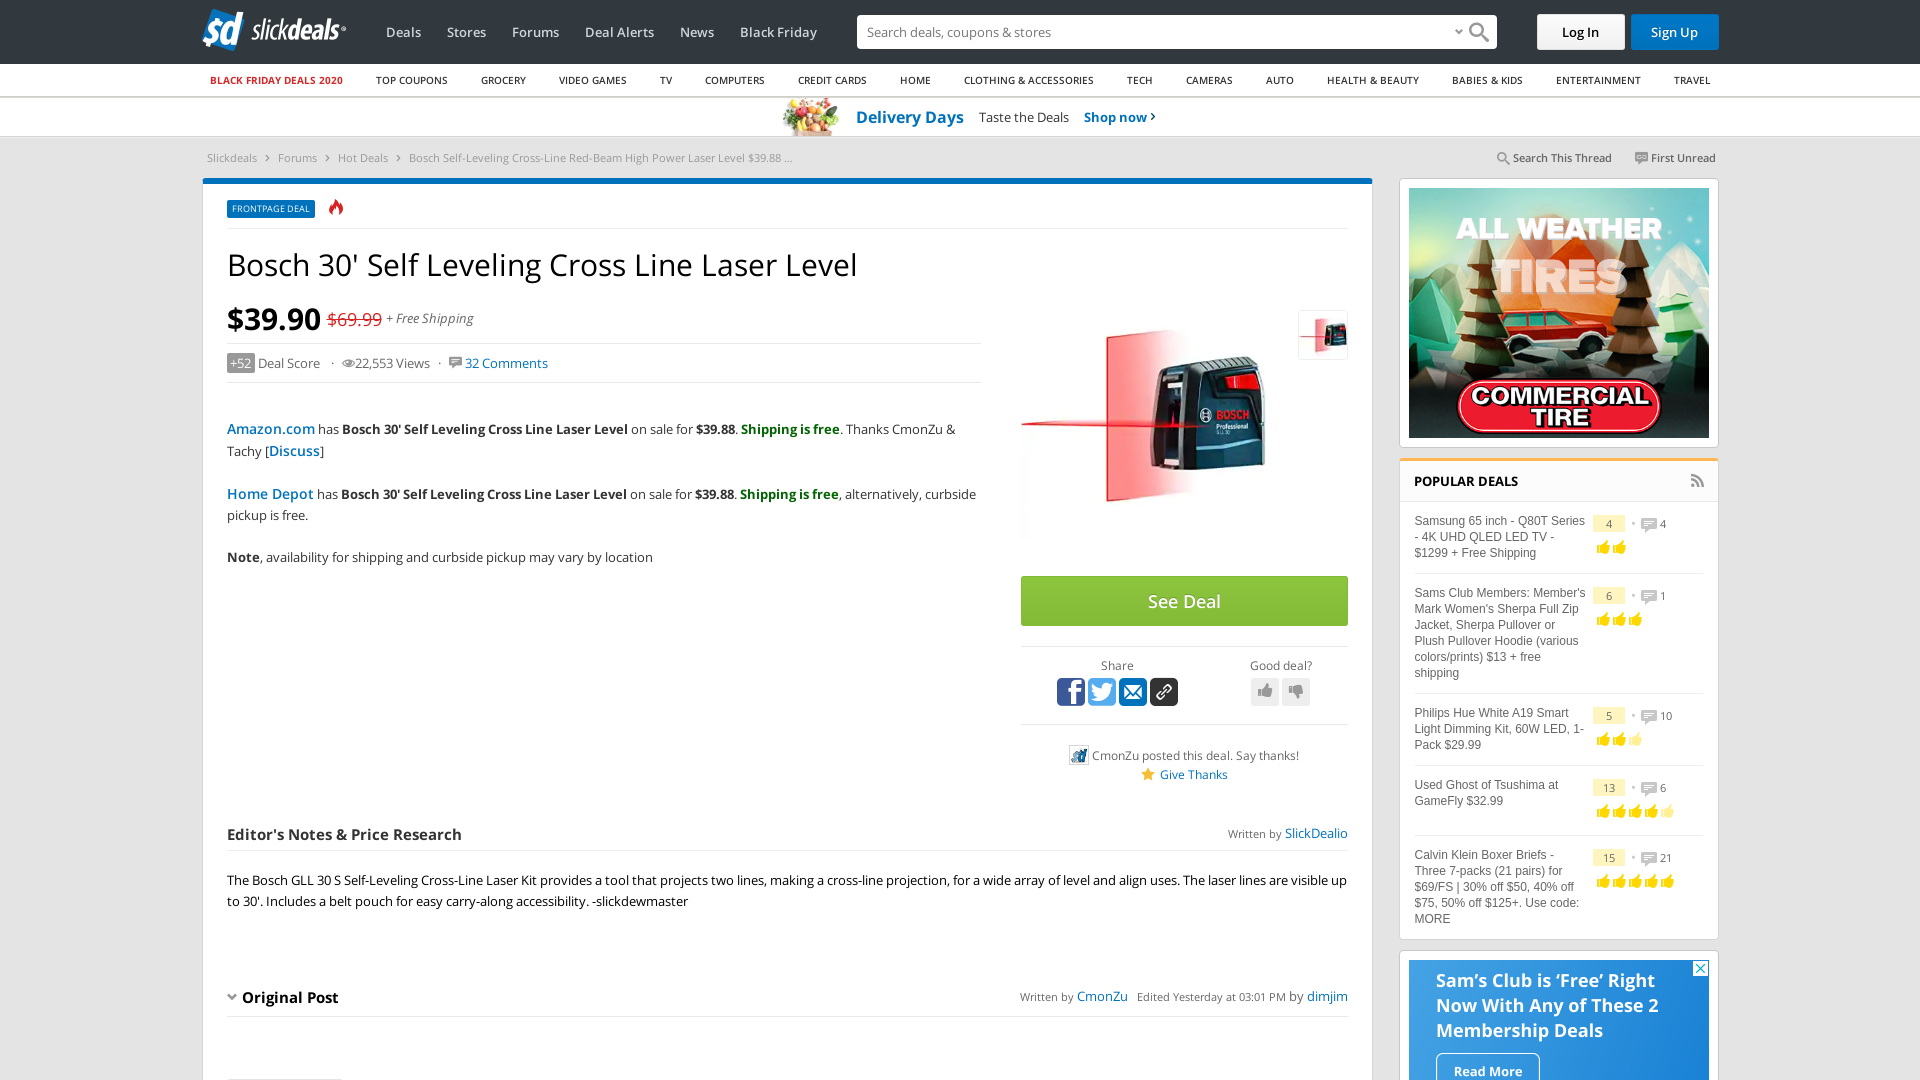 sd slickdeals
Deals Stores Forums Deal Alerts News Black Friday
Search deals, coupons & stores
Log In Sign Up
BLACK FRIDAY DEALS 2020 TOP COUPONS GROCERY VIDEO GAMES TV COMPUTERS CREDIT CARDS HOME CLOTHING & ACCESSORIES TECH CAMERAS AUTO HEALTH & BEAUTY BABIES & KIDS ENTERTAINMENT TRAVEL
Delivery Days Taste the Deals Shop now
Slickdeals Forums Hot Deals Bosch Self-Leveling Cross-Line Red-Beam High Power Laser Level $39.88 ...
Search This Thread First Unread
FRONTPAGE DEAL
Bosch 30' Self Leveling Cross Line Laser Level
$39.90 $69.99 + Free Shipping
+52 Deal Score · 22,553 Views · 32 Comments
Amazon.com has Bosch 30' Self Leveling Cross Line Laser Level on sale for $39.88. Shipping is free. Thanks CmonZu &
Tachy [Discuss]
Home Depot has Bosch 30' Self Leveling Cross Line Laser Level on sale for $39.88. Shipping is free, alternatively, curbside
pickup is free.
Note, availability for shipping and curbside pickup may vary by location
BOSCH
Professional
See Deal
Share
Good deal?
CmonZu posted this deal. Say thanks!
Give Thanks
Editor's Notes & Price Research
Written by SlickDealio
The Bosch GLL 30 S Self-Leveling Cross-Line Laser Kit provides a tool that projects two lines, making a cross-line projection, for a wide array of level and align uses. The laser lines are visible up
to 30'. Includes a belt pouch for easy carry-along accessibility. -slickdewmaster
Original Post
Written by CmonZu Edited Yesterday at 03:01 PM by dimjim
ALL WEATHER
TIRES
COMMERCIAL
TIRE
POPULAR DEALS
Samsung 65 inch - Q80T Series
- 4K UHD QLED LED TV -
$1299 + Free Shipping
4 • 4
Sams Club Members: Member's
Mark Women's Sherpa Full Zip
Jacket, Sherpa Pullover or
Plush Pullover Hoodie (various
colors/prints) $13 + free
shipping
6 • 1
Philips Hue White A19 Smart
Light Dimming Kit, 60W LED, 1-
Pack $29.99
5 • 10
Used Ghost of Tsushima at
GameFly $32.99
13 • 6
Calvin Klein Boxer Briefs -
Three 7-packs (21 pairs) for
$69/FS | 30% off $50, 40% off
$75, 50% off $125+. Use code:
MORE
15 • 21
Sam's Club is 'Free' Right
Now With Any of These 2
Membership Deals
Read More